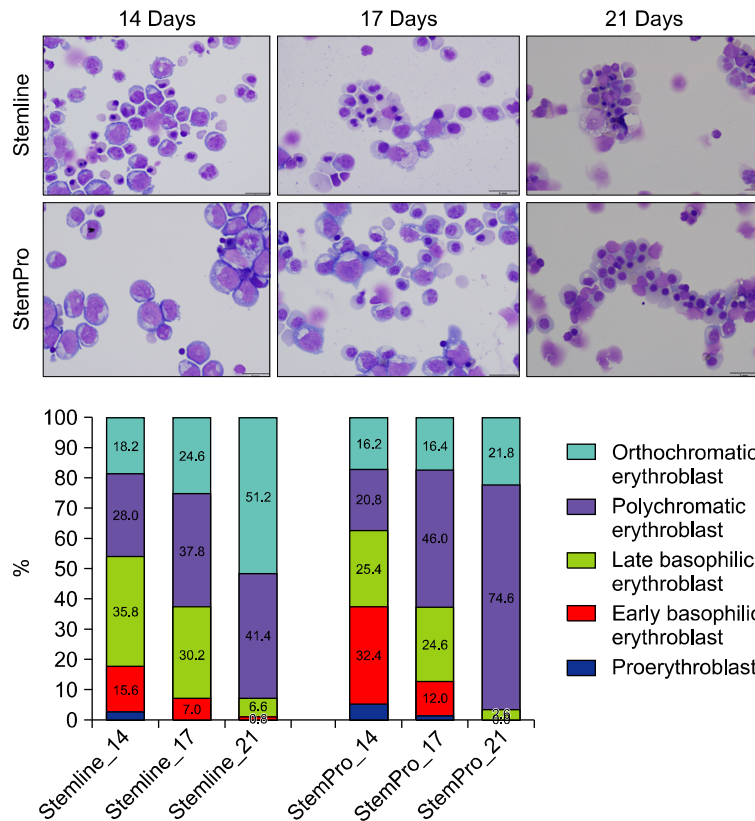 14 Days
17 Days
21 Days
Stemline
StemPro
100
90
80
70
60
50
40
30
20
10
0
%
18.2
28.0
35.8
15.6
24.6
37.8
30.2
7.0
51.2
41.4
6.6
0.8
16.2
20.8
25.4
32.4
16.4
46.0
24.6
12.0
21.8
74.6
Stemline_14
Stemline_17
Stemline_21
StemPro_14
StemPro_17
StemPro_21
Orthochromatic
erythroblast
Polychromatic
erythroblast
Late basophilic
erythroblast
Early basophilic
erythroblast
Proerythroblast